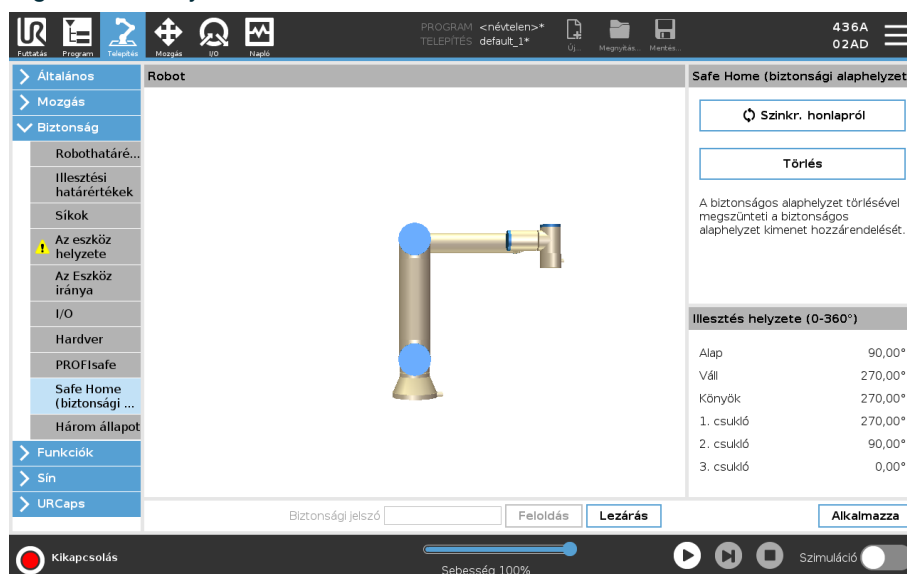 PROGRAM <névtelen>*
TELEPÍTÉS default_1*
436A
02AD
Futtatás Program Telepítés Mozgás I/O Napló
Új... Megnyitás... Mentés...
Általános
Mozgás
Biztonság
Robothatáré...
Illesztési
határértékek
Síkok
Az eszköz
helyzete
Az Eszköz
iránya
I/O
Hardver
PROFIsafe
Safe Home
(biztonsági ...
Három állapot
Funkciók
Sín
URCaps
Robot
Safe Home (biztonsági alaphelyzet
Szinkr. honlapról
Törlés
A biztonságos alaphelyzet törlésével
megszünteti a biztonságos
alaphelyzet kimenet hozzárendelését.
Illesztés helyzete (0-360°)
Alap 90,00°
Váll 270,00°
Könyök 270,00°
1. csukló 270,00°
2. csukló 90,00°
3. csukló 0,00°
Biztonsági jelszó Feloldás Lezárás Alkalmazza
Kikapcsolás
Sebesség 100%
Szimuláció